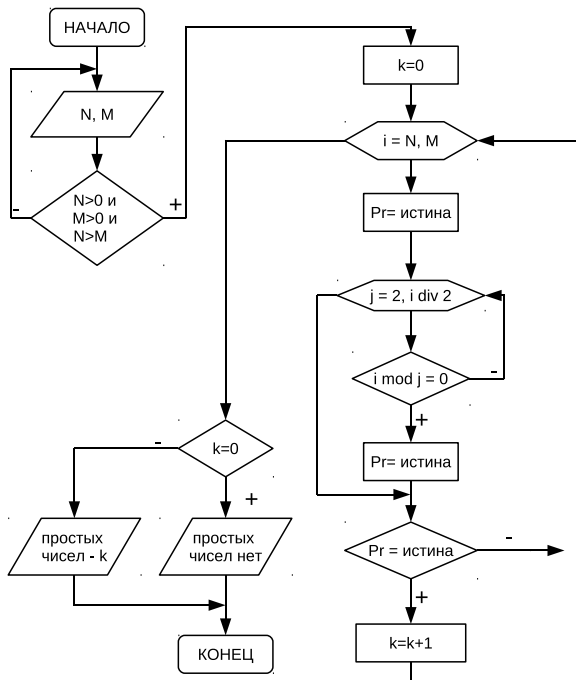 НАЧАЛО
N, M
N>0 и
M>0 и
N>M
-
+
k=0
i = N, M
Pr= истина
j = 2, i div 2
i mod j = 0
-
+
Pr= истина
Pr = истина
-
+
k=k+1
k=0
-
+
простых
чисел - k
простых
чисел нет
КОНЕЦ